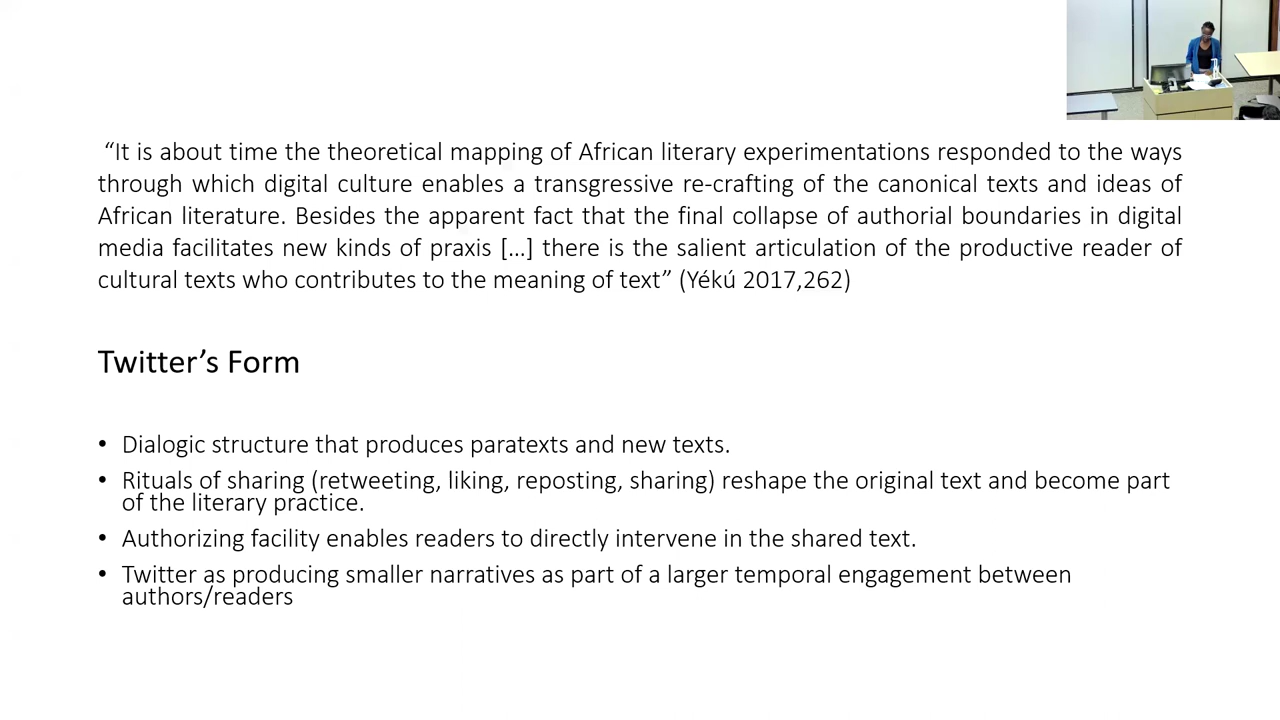 “It is about time the theoretical mapping of African literary experimentations responded to the ways
through which digital culture enables a transgressive re-crafting of the canonical texts and ideas of
African literature. Besides the apparent fact that the final collapse of authorial boundaries in digital
media facilitates new kinds of praxis […] there is the salient articulation of the productive reader of
cultural texts who contributes to the meaning of text” (Yékú 2017,262)
Twitter’s Form
• Dialogic structure that produces paratexts and new texts.
• Rituals of sharing (retweeting, liking, reposting, sharing) reshape the original text and become part
of the literary practice.
• Authorizing facility enables readers to directly intervene in the shared text.
• Twitter as producing smaller narratives as part of a larger temporal engagement between
authors/readers